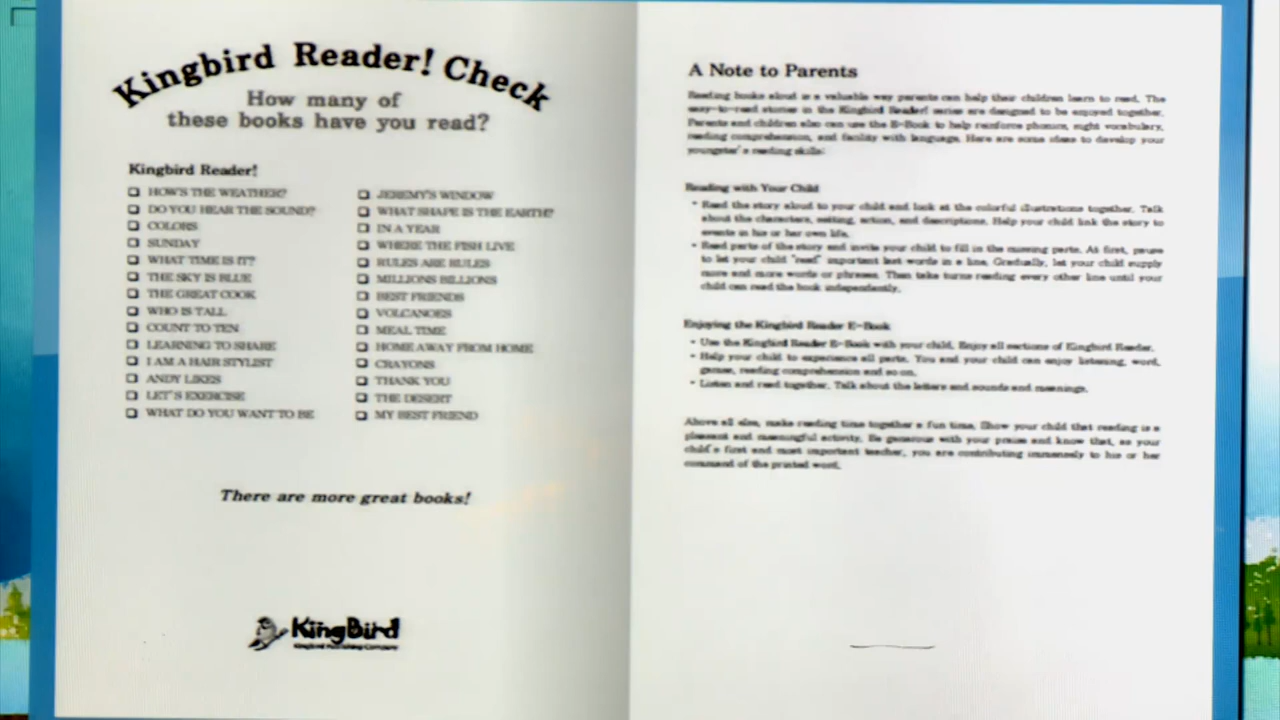 Kingbird Reader! Check
How many of
these books have you read?
Kingbird Reader!
HOW'S THE WEATHER?
DO YOU HEAR THE SOUND?
COLORS
SUNDAY
WHAT TIME IS IT?
THE SKY IS BLUE
THE GREAT COOK
WHO IS TALL
COUNT TO TEN
LEARNING TO SHARE
I AM A HAIR STYLIST
ANDY LIKES
LET'S EXERCISE
WHAT DO YOU WANT TO BE
JEREMY'S WINDOW
WHAT SHAPE IS THE EARTH?
IN A YEAR
WHERE THE FISH LIVE
RULES ARE RULES
MILLIONS BILLIONS
BEST FRIENDS
VOLCANOES
MEAL TIME
HOME AWAY FROM HOME
CRAYONS
THANK YOU
THE DESERT
MY BEST FRIEND
There are more great books!
KingBird
Kingbird Publishing Company
A Note to Parents
Reading books aloud is a valuable way parents can help their children learn to read. The
easy-to-read stories in the Kingbird Reader! series are designed to be enjoyed together.
Parents and children also can use the E-Book to help reinforce phonics, sight vocabulary,
reading comprehension, and facility with language. Here are some ideas to develop your
youngster's reading skills:
Reading with Your Child
• Read the story aloud to your child and look at the colorful illustrations together. Talk
about the characters, setting, action, and descriptions. Help your child link the story to
events in his or her own life.
• Read parts of the story and invite your child to fill in the missing parts. At first, pause
to let your child "read" important last words in a line. Gradually, let your child supply
more and more words or phrases. Then take turns reading every other line until your
child can read the book independently.
Enjoying the Kingbird Reader E-Book
• Use the Kingbird Reader E-Book with your child. Enjoy all sections of Kingbird Reader.
• Help your child to experience all parts. You and your child can enjoy listening, word,
games, reading comprehension and so on.
• Listen and read together. Talk about the letters and sounds and meanings.
Above all else, make reading time together a fun time. Show your child that reading is a
pleasant and meaningful activity. Be generous with your praise and know that, as your
child's first and most important teacher, you are contributing immensely to his or her
command of the printed word.